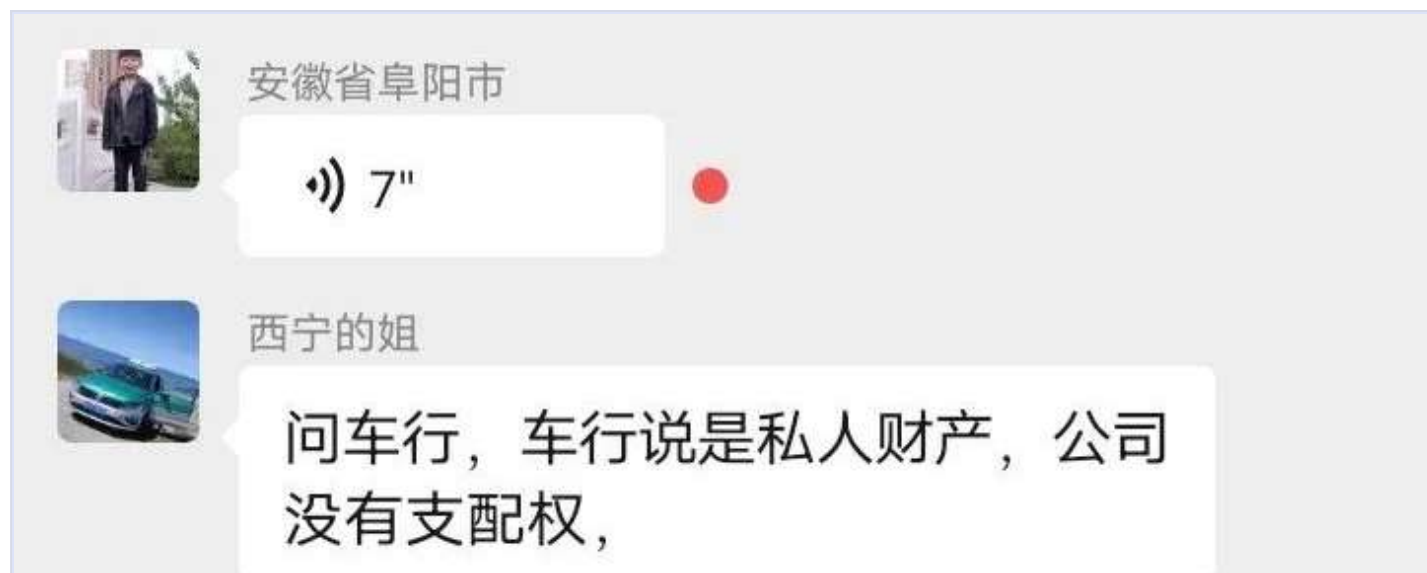 安徽省阜阳市
7"
西宁的姐
问车行，车行说是私人财产，公司
没有支配权，